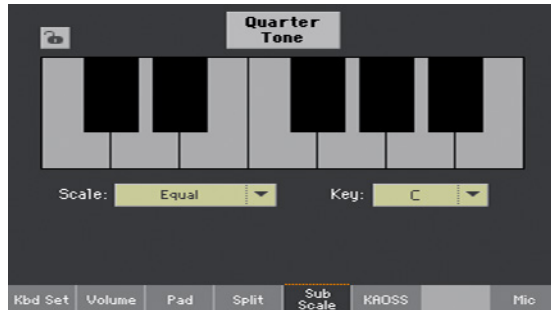 Quarter
Tone
Scale: Equal Key: C
Kbd Set Volume Pad Split Sub Scale KAOSS Mic